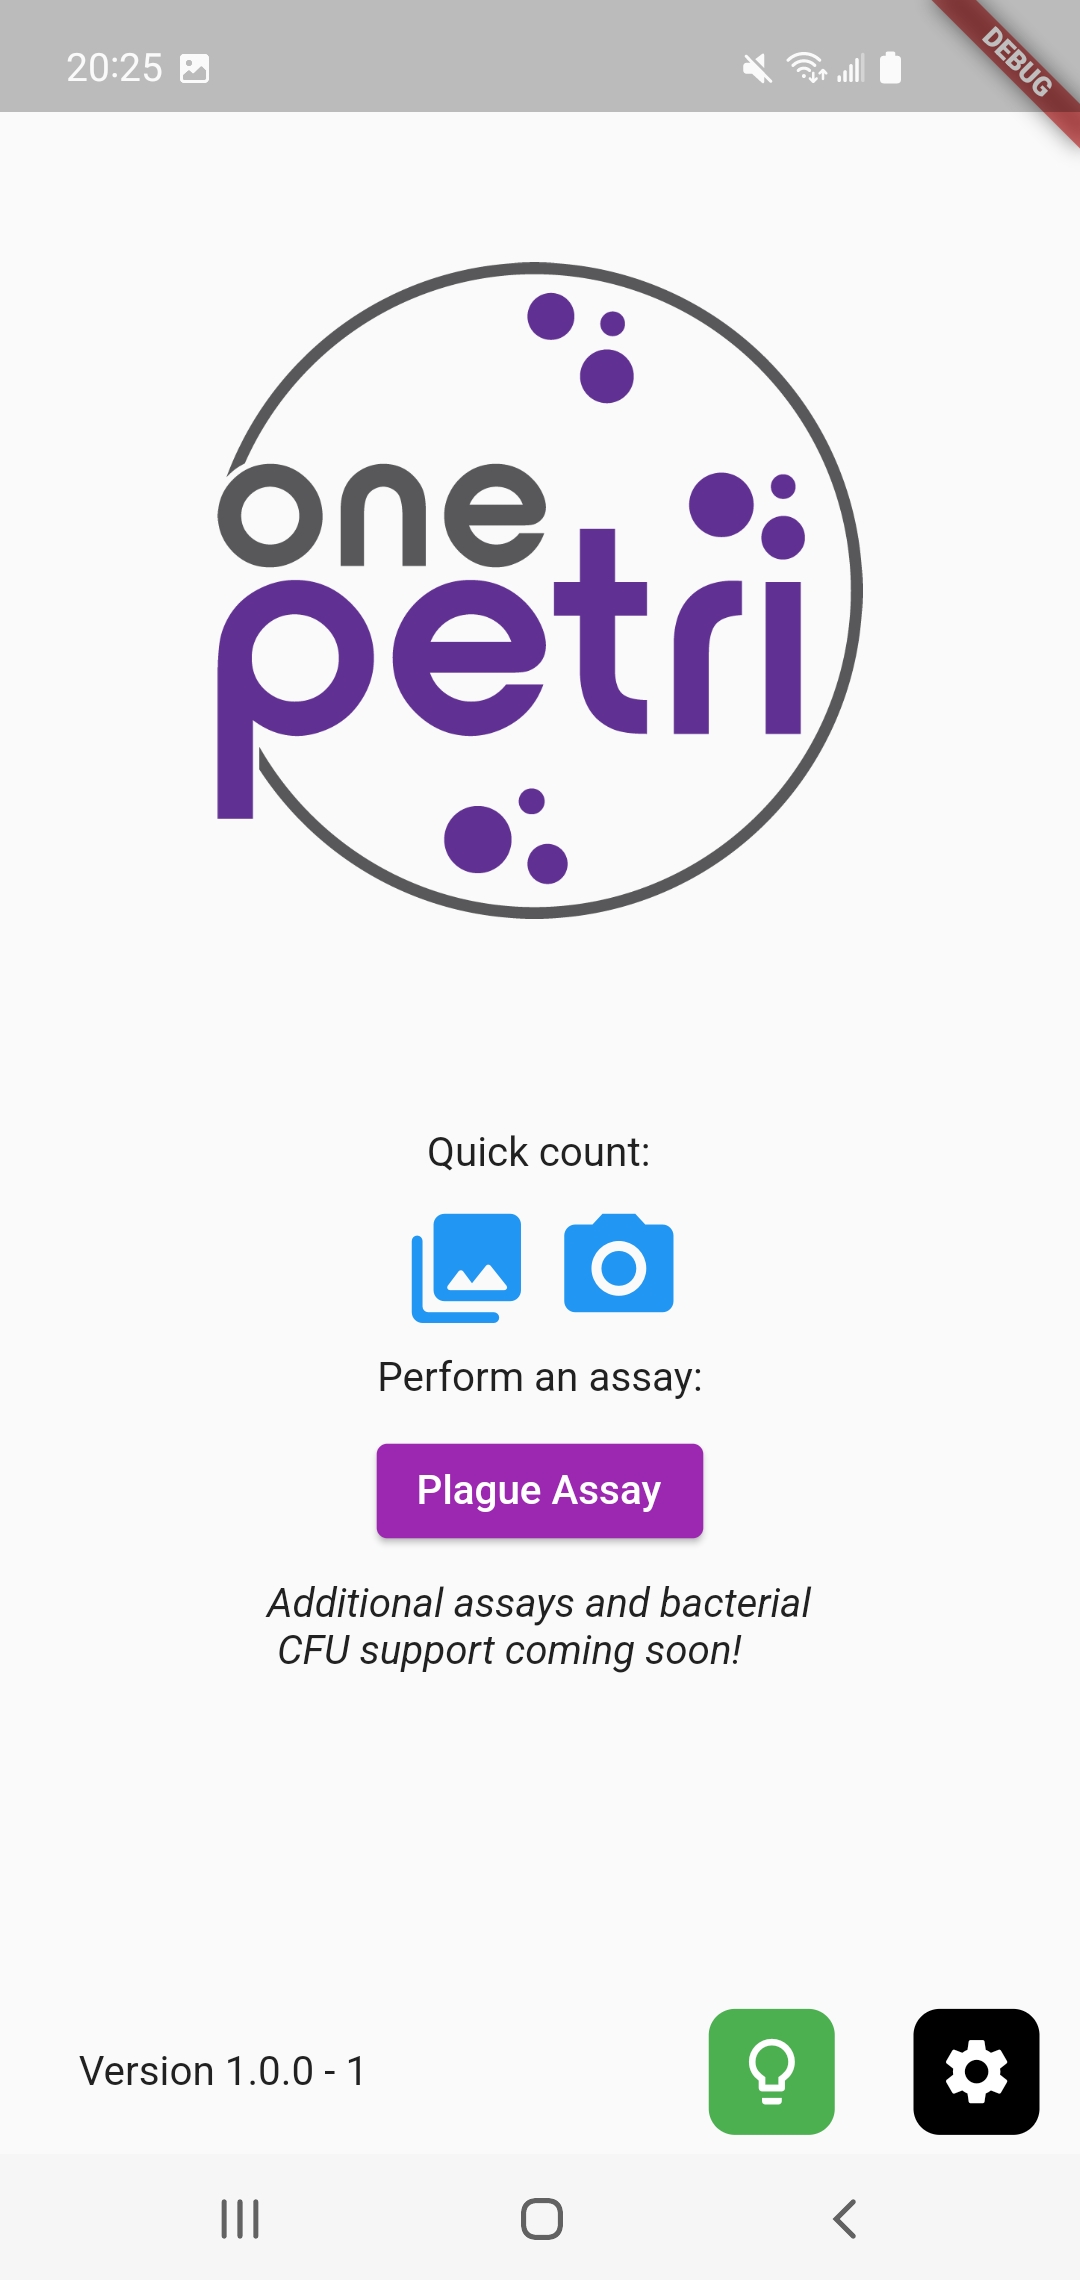 20:25
DEBUG
one
petri
Quick count:
Perform an assay:
Plague Assay
Additional assays and bacterial
CFU support coming soon!
Version 1.0.0 - 1